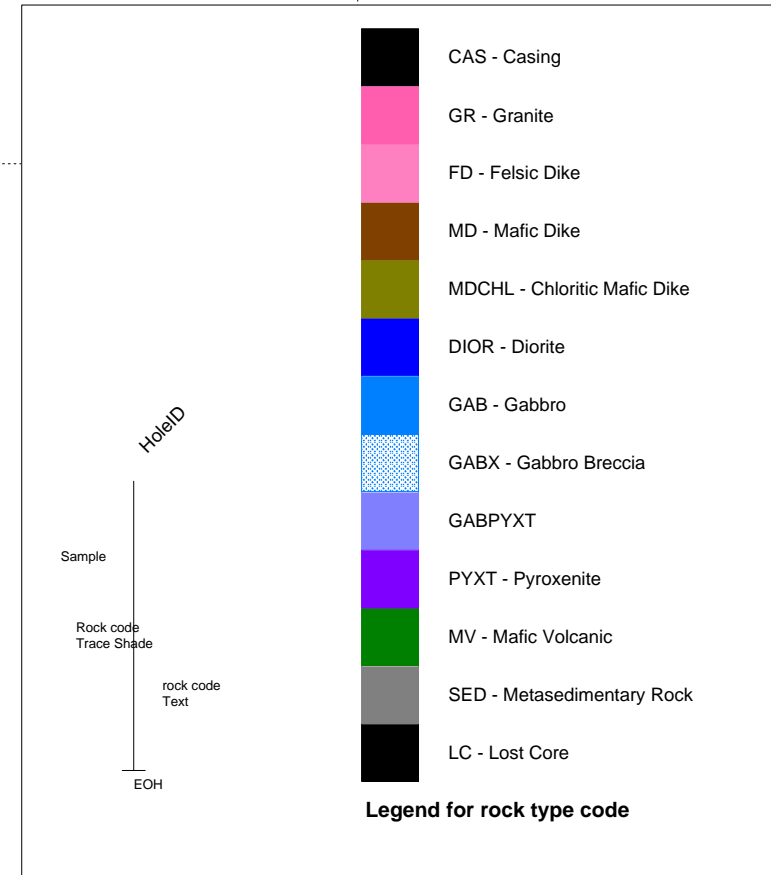 CAS - Casing
GR - Granite
FD - Felsic Dike
MD - Mafic Dike
MDCHL - Chloritic Mafic Dike
DIOR - Diorite
GAB - Gabbro
GABX - Gabbro Breccia
GABPYXT
PYXT - Pyroxenite
MV - Mafic Volcanic
SED - Metasedimentary Rock
LC - Lost Core
Legend for rock type code
HoleID
Sample
Rock code
Trace Shade
rock code
Text
EOH